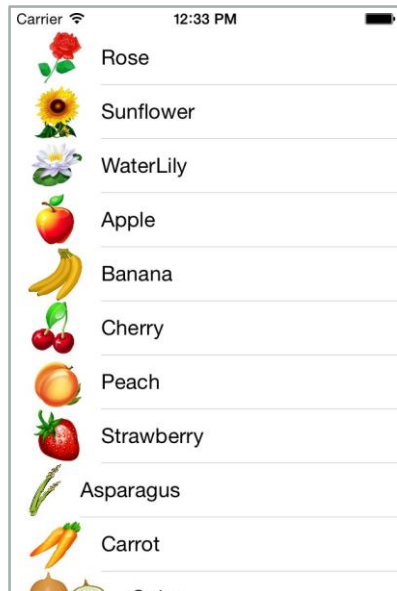 Carrier 12:33 PM
Rose
Sunflower
WaterLily
Apple
Banana
Cherry
Peach
Strawberry
Asparagus
Carrot